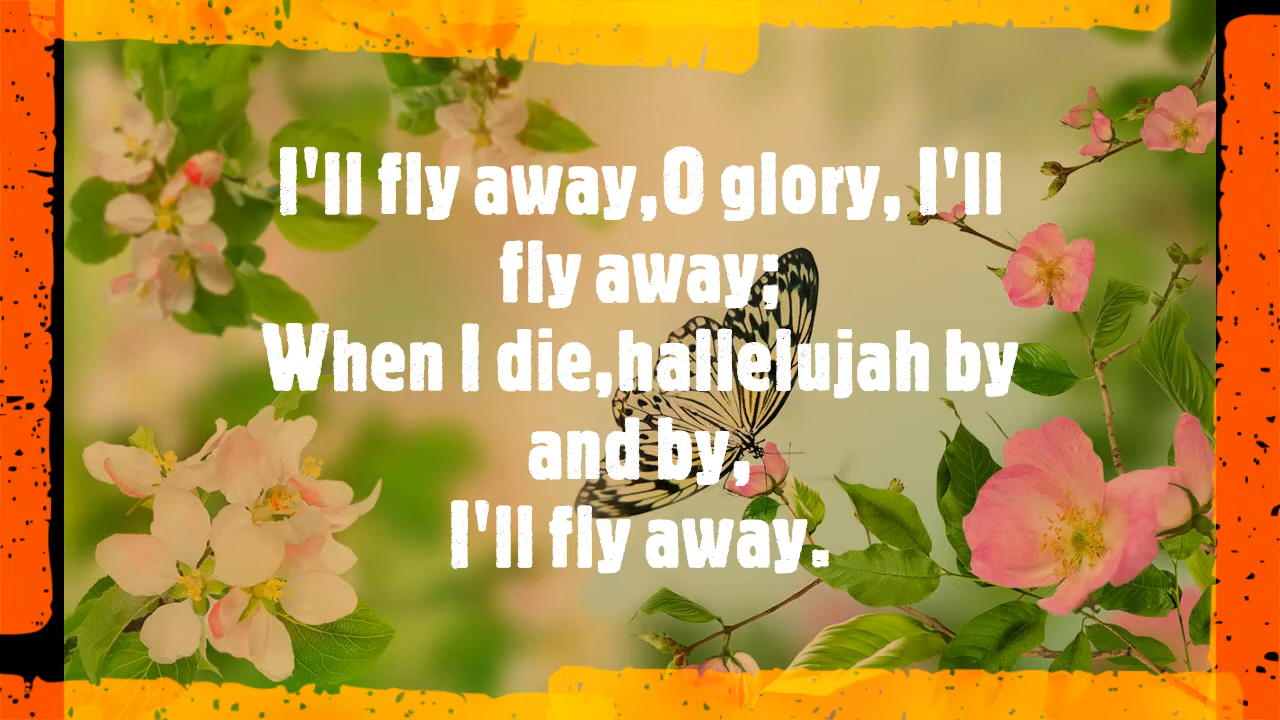 I'll fly away,O glory, I'll
fly away;
When I die,hallelujah by
and by,
I'll fly away.